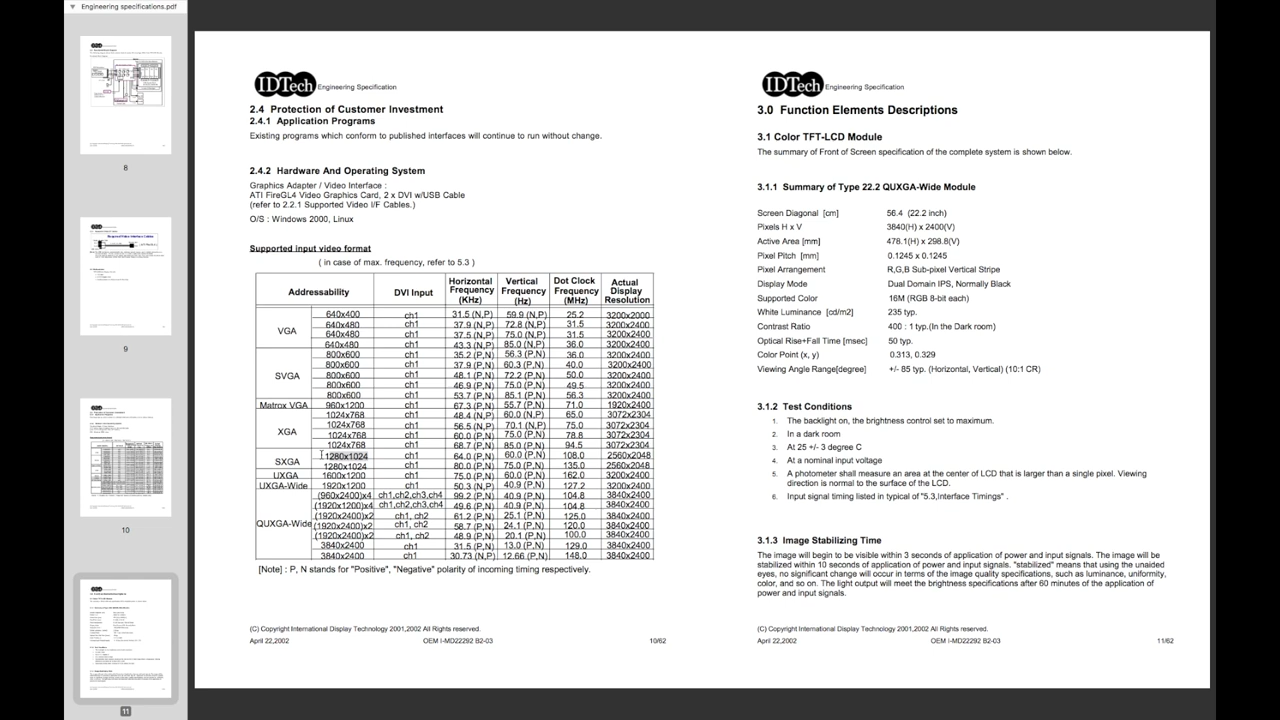 Engineering specifications.pdf
8
9
10
11
IDTech Engineering Specification
2.4 Protection of Customer Investment
2.4.1 Application Programs
Existing programs which conform to published interfaces will continue to run without change.
2.4.2 Hardware And Operating System
Graphics Adapter / Video Interface :
ATI FireGL4 Video Graphics Card, 2 x DVI w/USB Cable
(refer to 2.2.1 Supported Video I/F Cables.)
O/S : Windows 2000, Linux
Supported input video format
( in case of max. frequency, refer to 5.3 )
Addressability DVI Input Horizontal Frequency (KHz) Vertical Frequency (Hz) Dot Clock Frequency (MHz) Actual Display Resolution
VGA 640x400 ch1 31.5 (N,P) 59.9 (N,P) 25.2 3200x2000
640x480 ch1 37.9 (N,P) 72.8 (N,P) 31.5 3200x2400
640x480 ch1 37.5 (N,P) 75.0 (N,P) 31.5 3200x2400
640x480 ch1 43.3 (N,P) 85.0 (N,P) 36.0 3200x2400
SVGA 800x600 ch1 35.2 (P,N) 56.3 (P,N) 36.0 3200x2400
800x600 ch1 37.9 (P,N) 60.3 (P,N) 40.0 3200x2400
800x600 ch1 48.1 (P,N) 72.2 (P,N) 50.0 3200x2400
800x600 ch1 46.9 (P,N) 75.0 (P,N) 49.5 3200x2400
800x600 ch1 53.7 (P,N) 85.1 (P,N) 56.3 3200x2400
Matrox VGA 960x1200 ch1 67.3 (P,N) 55.7 (P,N) 71.0 1920x2400
XGA 1024x768 ch1 48.4 (P,N) 60.0 (P,N) 65.0 3072x2304
1024x768 ch1 56.5 (P,N) 70.1 (P,N) 75.0 3072x2304
1024x768 ch1 60.0 (P,N) 75.0 (P,N) 78.8 3072x2304
1024x768 ch1 68.7 (P,N) 85.0 (P,N) 94.5 3072x2304
SXGA 1280x1024 ch1 64.0 (P,N) 60.0 (P,N) 108.0 2560x2048
1280x1024 ch1 80.0 (P,N) 75.0 (P,N) 135.0 2560x2048
UXGA 1600x1200 ch1 75.0 (P,N) 60.0 (P,N) 162.0 3200x2400
UXGA-Wide 1920x1200 ch1 50.3 (P,N) 40.9 (P,N) 127.2 3200x2400
QUXGA-Wide (960x2400)x4 ch1,ch2,ch3,ch4 99.2 (P,N) 40.9 (P,N) 104.8 3840x2400
(1920x1200)x4 ch1,ch2,ch3,ch4 49.6 (P,N) 40.9 (P,N) 104.8 3840x2400
(1920x2400)x2 ch1, ch2 61.2 (P,N) 25.1 (P,N) 125.0 3840x2400
(1920x2400)x2 ch1, ch2 58.7 (P,N) 24.1 (P,N) 120.0 3840x2400
(1920x2400)x2 ch1, ch2 48.9 (P,N) 20.1 (P,N) 100.0 3840x2400
3840x2400 ch1 31.5 (P,N) 13.0 (P,N) 129.0 3840x2400
3840x2400 ch1 30.73 (N,P) 12.66 (P,N) 148.0 3840x2400
[Note] : P, N stands for "Positive", "Negative" polarity of incoming timing respectively.
(C) Copyright International Display Technology 2001,2002 All Rights reserved.
April 22,2002 OEM I-MD22292 B2-03 10/62
IDTech Engineering Specification
3.0 Function Elements Descriptions
3.1 Color TFT-LCD Module
The summary of Front of Screen specification of the complete system is shown below.
3.1.1 Summary of Type 22.2 QUXGA-Wide Module
Screen Diagonal [cm] 56.4 (22.2 inch)
Pixels H x V 3840(H) x 2400(V)
Active Area [mm] 478.1(H) x 298.8(V)
Pixel Pitch [mm] 0.1245 x 0.1245
Pixel Arrangement R,G,B Sub-pixel Vertical Stripe
Display Mode Dual Domain IPS, Normally Black
Supported Color 16M (RGB 8-bit each)
White Luminance [cd/m2] 235 typ.
Contrast Ratio 400 : 1 typ.(In the Dark room)
Optical Rise+Fall Time [msec] 50 typ.
Color Point (x, y) 0.313, 0.329
Viewing Angle Range[degree] +/- 85 typ. (Horizontal, Vertical) (10:1 CR)
3.1.2 Test Conditions
1. The backlight on, the brightness control set to maximum.
2. In a dark room
3. At 25 +/- 3 degree C
4. At a nominal input voltage
5. A photometer shall measure an area at the center of LCD that is larger than a single pixel. Viewing
direction is normal to the surface of the LCD.
6. Input signal timing listed in typical of "5.3,Interface Timings" .
3.1.3 Image Stabilizing Time
The image will begin to be visible within 3 seconds of application of power and input signals. The image will be
stabilized within 10 seconds of application of power and input signals. "stabilized" means that using the unaided
eyes, no significant change will occur in terms of the image quality specifications, such as luminance, uniformity,
color, and so on. The light output will meet the brightness specifications after 60 minutes of the application of
power and input signals.
(C) Copyright International Display Technology 2001,2002 All Rights reserved.
April 22,2002 OEM I-MD22292 B2-03 11/62